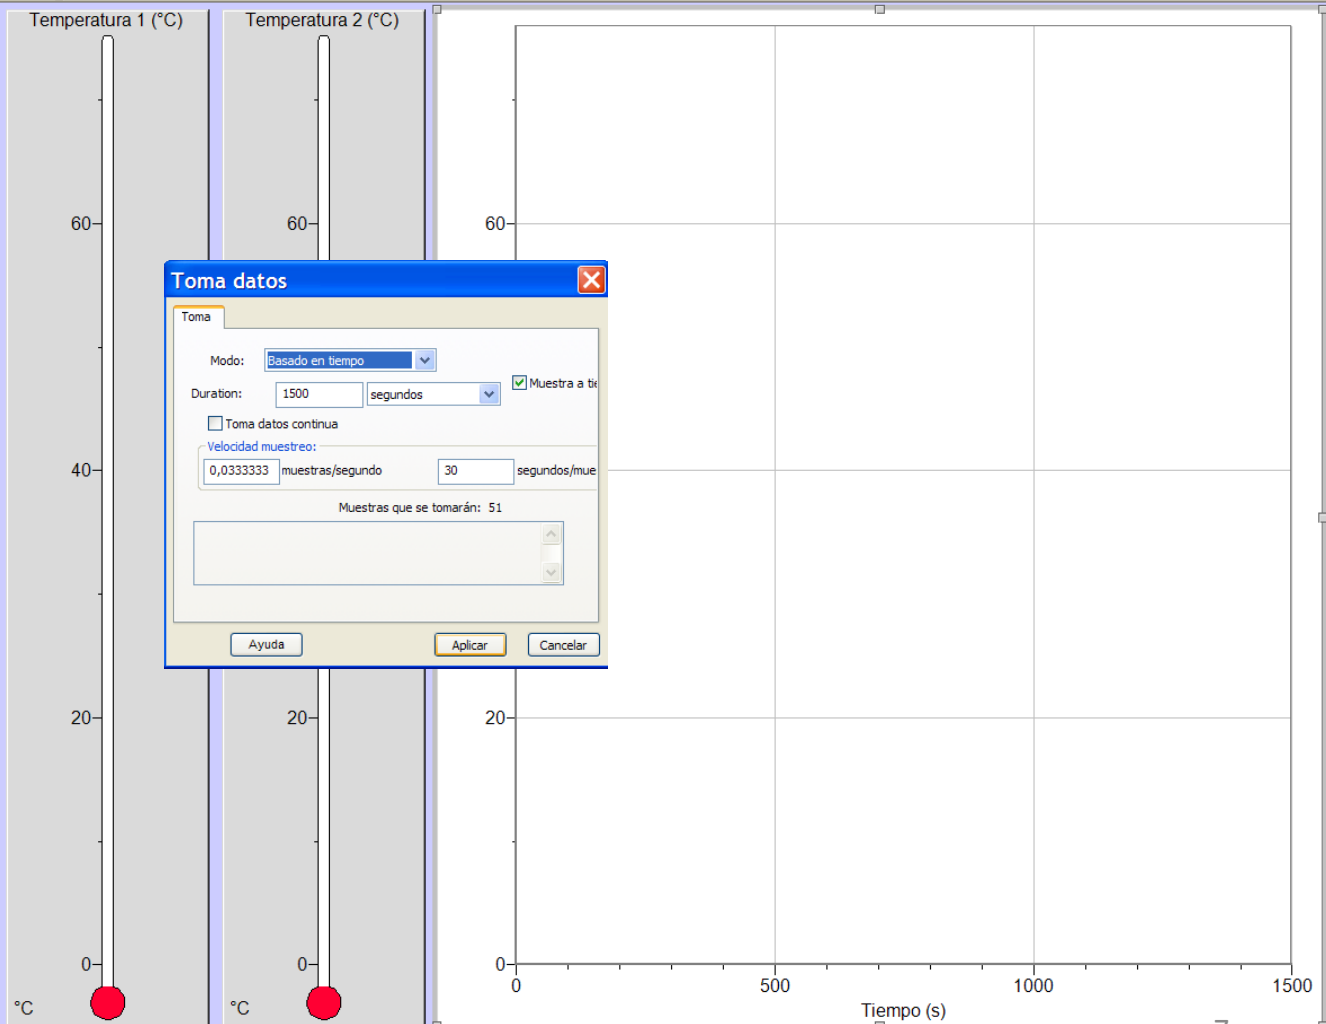 Temperatura 1 (°C)
60
40
20
0
°C
Temperatura 2 (°C)
60
20
0
°C
Toma datos
Toma
Modo: Basado en tiempo
Duration: 1500 segundos
Muestra a tie
Toma datos continua
Velocidad muestreo:
0,0333333 muestras/segundo 30 segundos/mue
Muestras que se tomarán: 51
Ayuda Aplicar Cancelar
60
20
0
0 500 1000 1500
Tiempo (s)